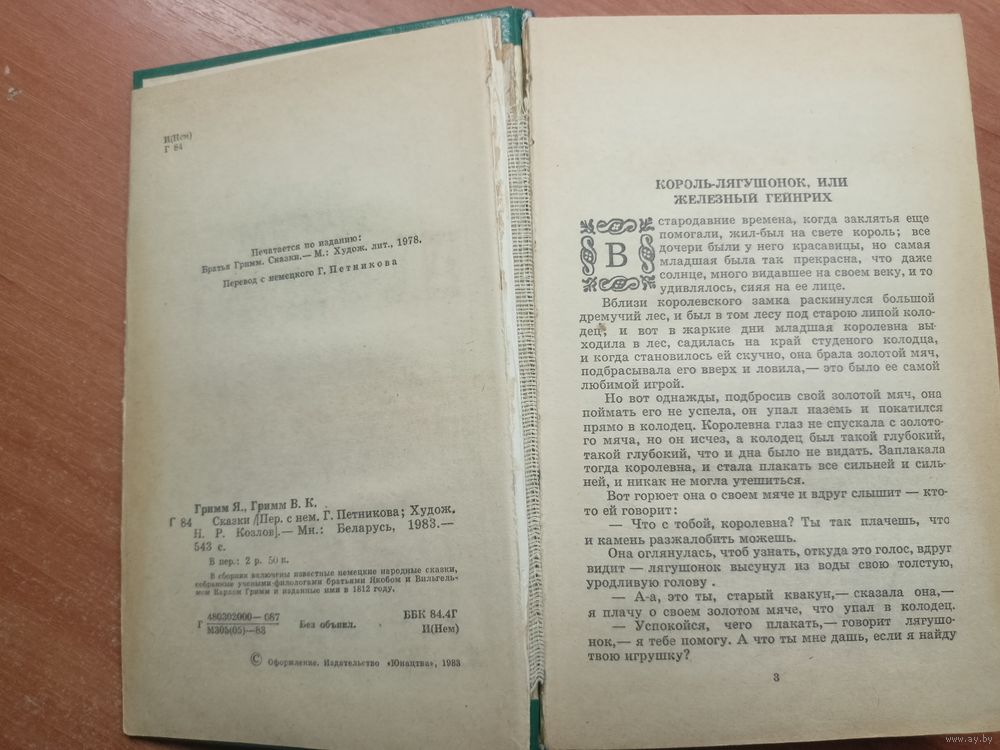 И(Нем)
Г 84
Печатается по изданию:
Братья Гримм. Сказки.— М.: Худож. лит., 1978.
Перевод с немецкого Г. Петникова
Гримм Я., Гримм В. К.
Г 84 Сказки /Пер. с нем. Г. Петникова; Худож.
Н. Р. Козлов.— Мн.: Беларусь, 1983.—
543 с.
В пер.: 2 р. 50 к.
В сборник включены известные немецкие народные сказки,
собранные учеными-филологами братьями Якобом и Вильгель-
мом Карлом Гримм и изданные ими в 1812 году.
Г 480302000—087
М305(05)—83 Без объявл.
ББК 84.4Г
И(Нем)
© Оформление. Издательство «Юнацтва», 1983
КОРОЛЬ-ЛЯГУШОНОК, ИЛИ
ЖЕЛЕЗНЫЙ ГЕЙНРИХ
В стародавние времена, когда заклятья еще
помогали, жил-был на свете король; все
дочери были у него красавицы, но самая
младшая была так прекрасна, что даже
солнце, много видавшее на своем веку, и то
удивлялось, сияя на ее лице.
Вблизи королевского замка раскинулся большой
дремучий лес, и был в том лесу под старою липой коло-
дец, и вот в жаркие дни младшая королевна вы-
ходила в лес, садилась на край студеного колодца,
и когда становилось ей скучно, она брала золотой мяч,
подбрасывала его вверх и ловила,— это было ее самой
любимой игрой.
Но вот однажды, подбросив свой золотой мяч, она
поймать его не успела, он упал наземь и покатился
прямо в колодец. Королевна глаз не спускала с золото-
го мяча, но он исчез, а колодец был такой глубокий,
такой глубокий, что и дна было не видать. Заплакала
тогда королевна, и стала плакать все сильней и силь-
ней, и никак не могла утешиться.
Вот горюет она о своем мяче и вдруг слышит — кто-
то ей говорит:
— Что с тобой, королевна? Ты так плачешь, что
и камень разжалобить можешь.
Она оглянулась, чтоб узнать, откуда это голос, вдруг
видит — лягушонок высунул из воды свою толстую,
уродливую голову .
— А-а, это ты, старый квакун,— сказала она,—
я плачу о своем золотом мяче, что упал в колодец.
— Успокойся, чего плакать,— говорит лягушо-
нок,— я тебе помогу. А что ты мне дашь, если я найду
твою игрушку?
3
www.ay.by